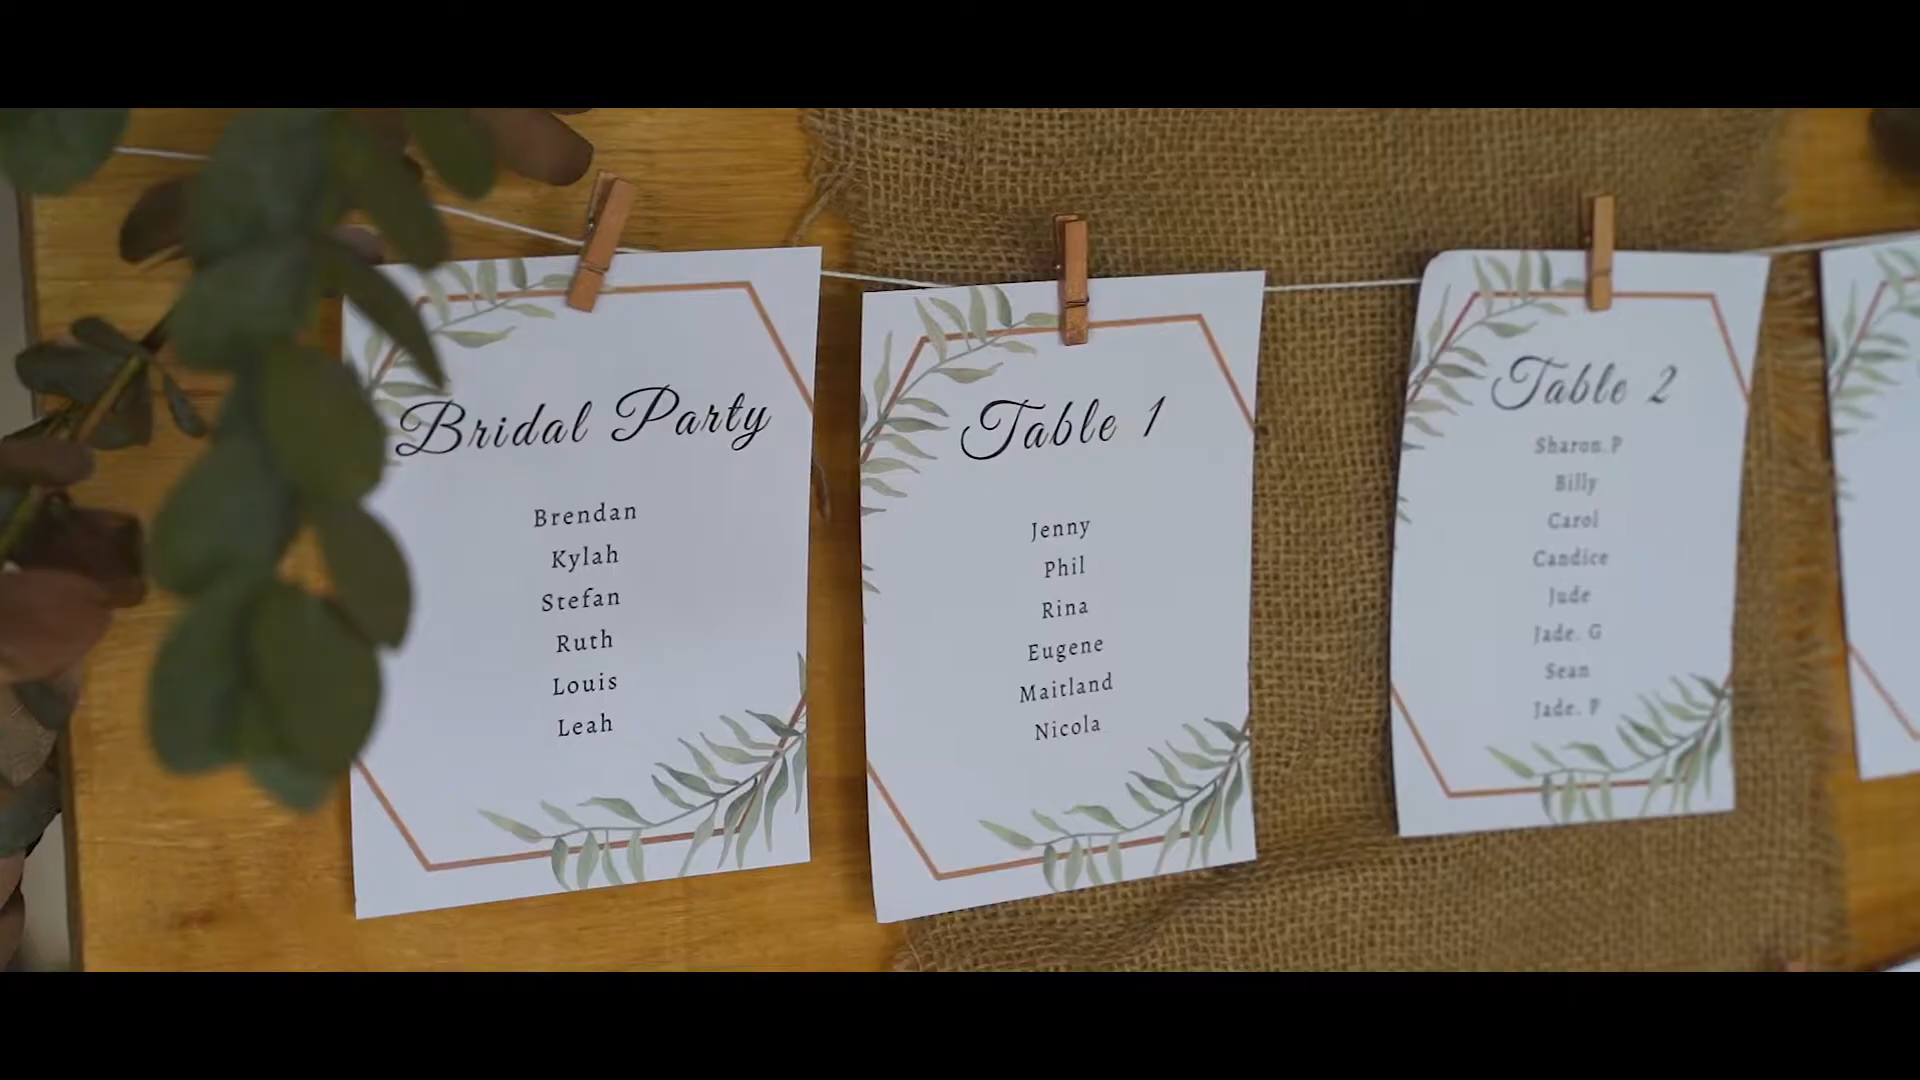 Bridal Party
Brendan
Kylah
Stefan
Ruth
Louis
Leah
Table 1
Jenny
Phil
Rina
Eugene
Maitland
Nicola
Table 2
Sharon.P
Billy
Carol
Candice
Jude
Jade. G
Sean
Jade. P